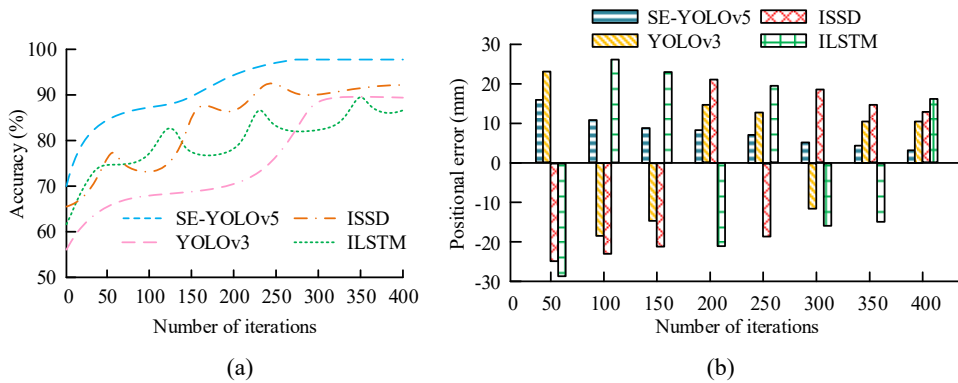 100
90
80
70
60
50
Accuracy (%)
SE-YOLOv5 ISSD
YOLOv3 ILSTM
0 50 100 150 200 250 300 350 400
Number of iterations
(a)
SE-YOLOv5 ISSD
YOLOv3 ILSTM
30
20
10
0
-10
-20
-30
Positional error (mm)
0 50 100 150 200 250 300 350 400
Number of iterations
(b)